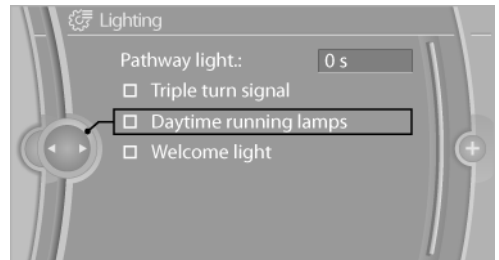 Lighting
Pathway light.: 0 s
Triple turn signal
Daytime running lamps
Welcome light